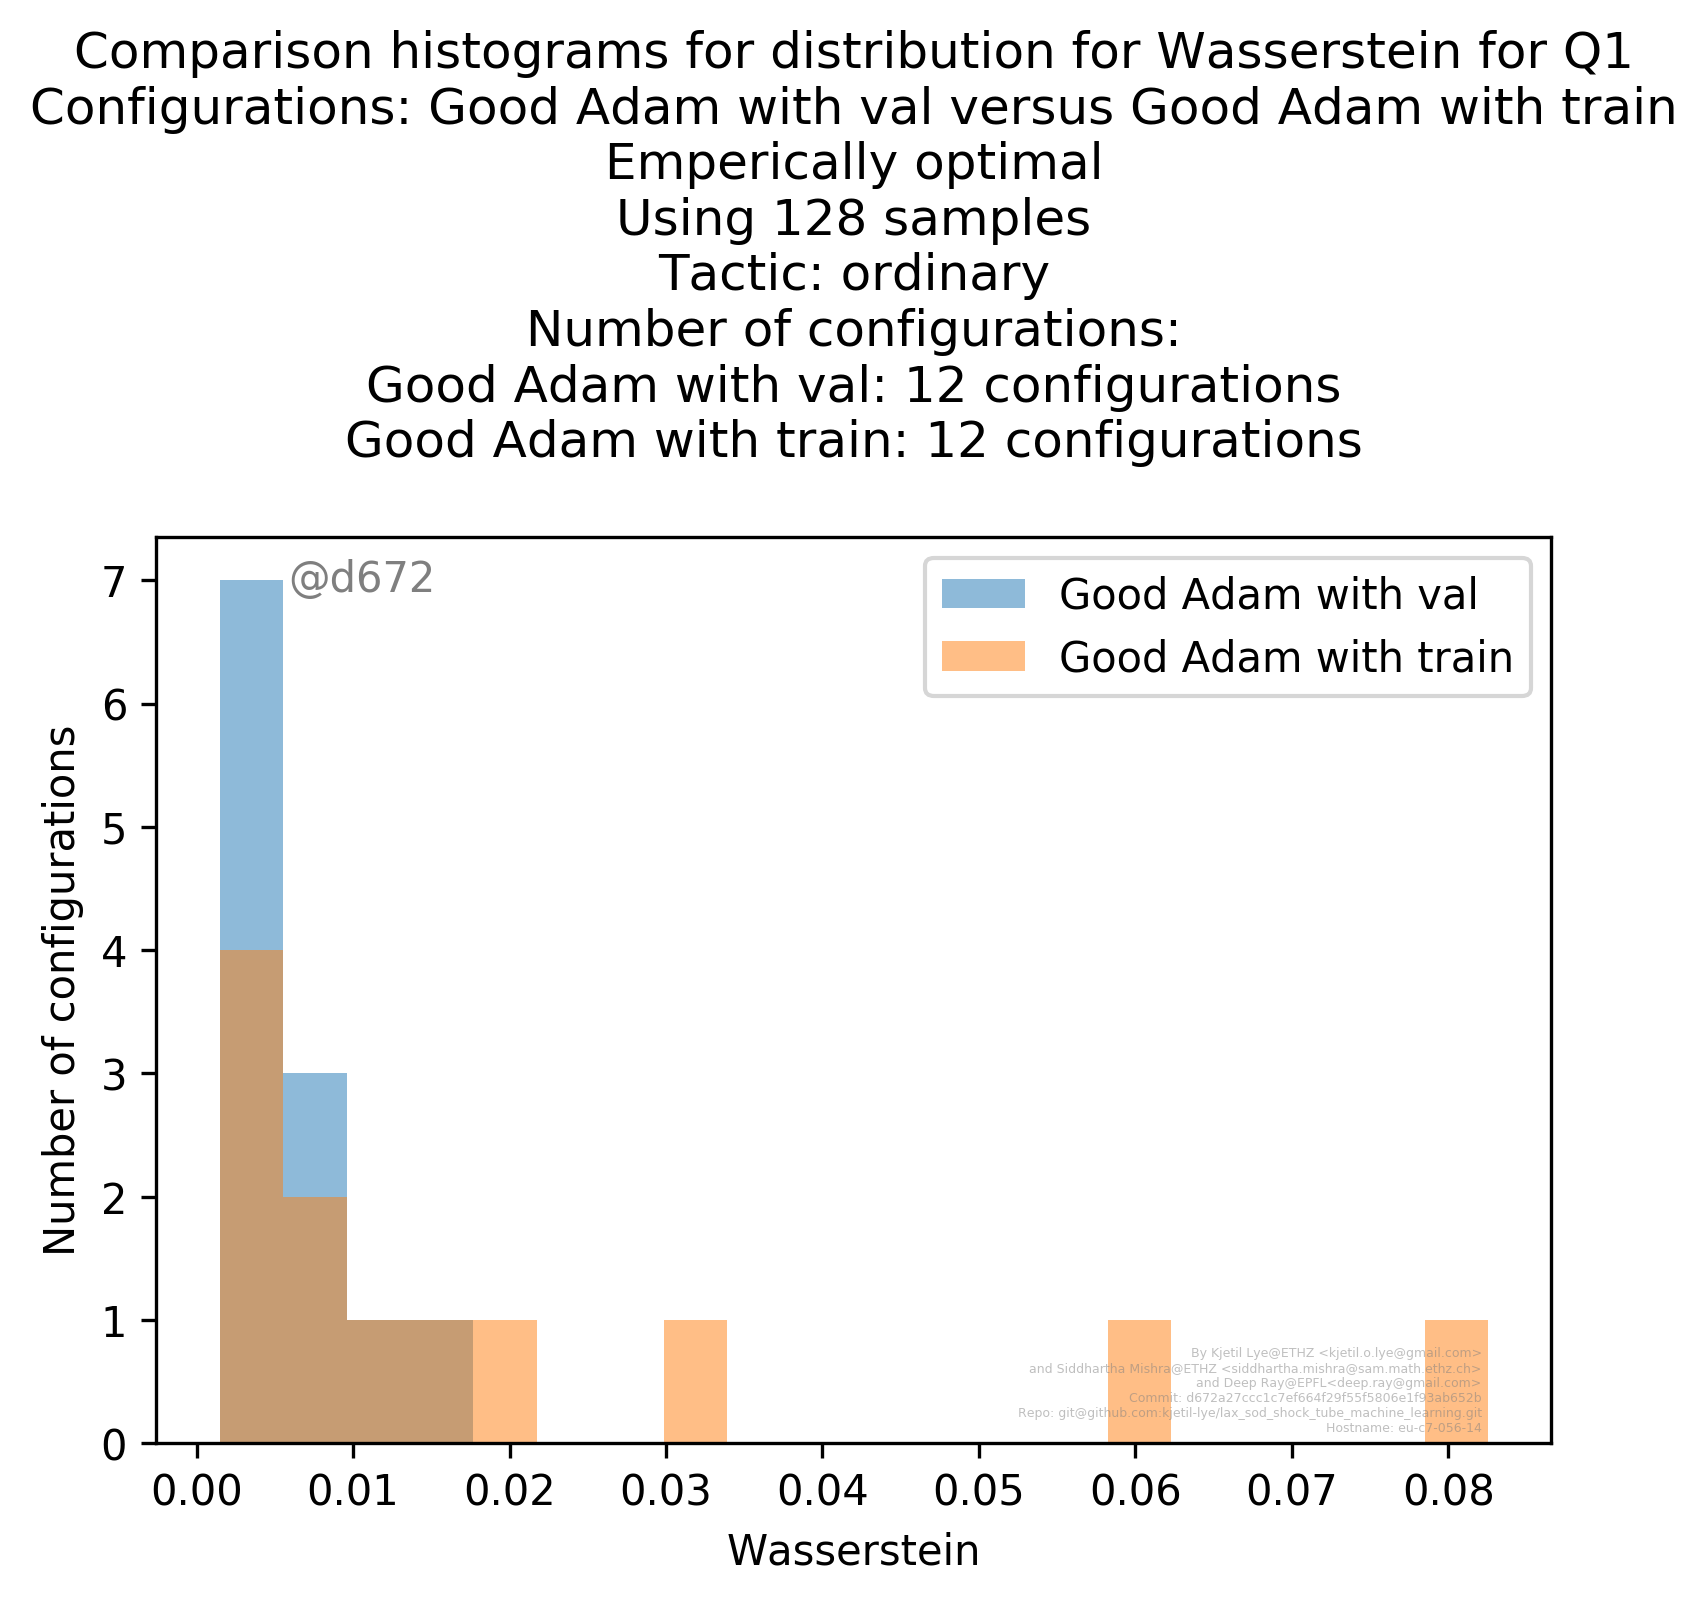 Comparison histograms for distribution for Wasserstein for Q1
Configurations: Good Adam with val versus Good Adam with train
Emperically optimal
Using 128 samples
Tactic: ordinary
Number of configurations:
Good Adam with val: 12 configurations
Good Adam with train: 12 configurations
@d672
Good Adam with val
Good Adam with train
7
6
5
4
3
2
1
0
Number of configurations
By Kjetil Lye@ETHZ <kjetil.o.lye@gmail.com>
and Siddhartha Mishra@ETHZ <siddhartha.mishra@sam.math.ethz.ch>
and Deep Ray@EPFL<deep.ray@gmail.com>
Commit: d672a27ccc1c7ef664f29f55f5806e1f93ab652b
Repo: git@github.com:kjetil-lye/lax_sod_shock_tube_machine_learning.git
Hostname: eu-c7-056-14
0.00 0.01 0.02 0.03 0.04 0.05 0.06 0.07 0.08
Wasserstein